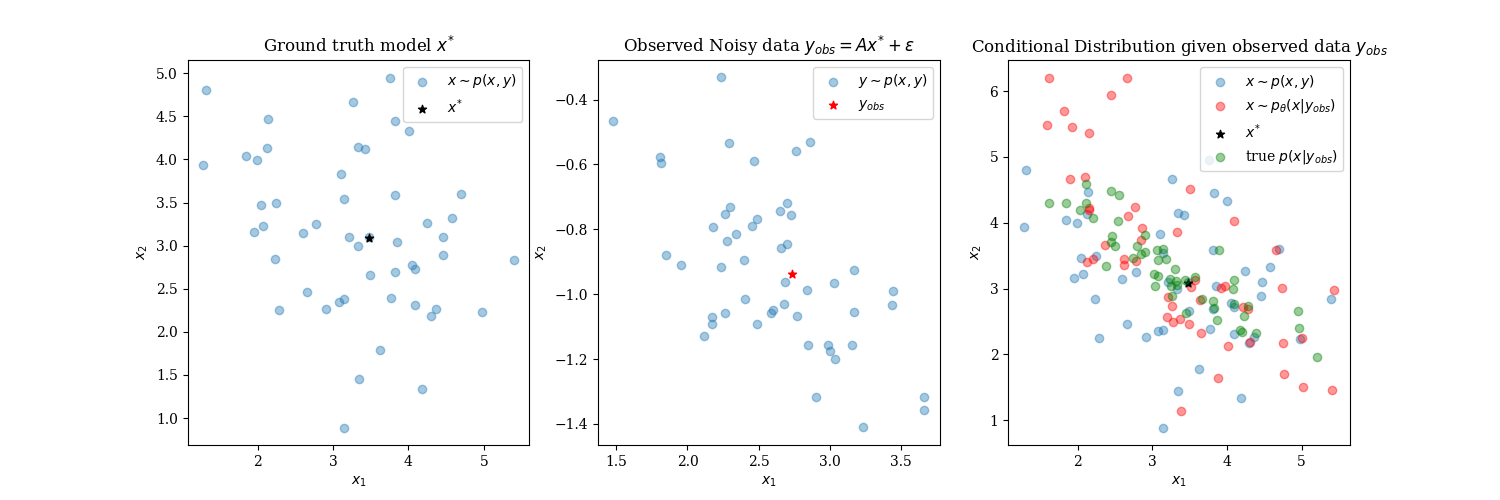 Ground truth model x*
x ~ p(x, y)
x*
x₂
5.0
4.5
4.0
3.5
3.0
2.5
2.0
1.5
1.0
2 3 4 5
x₁
Observed Noisy data y_obs = Ax* + ε
y ~ p(x, y)
y_obs
x₂
−0.4
−0.6
−0.8
−1.0
−1.2
−1.4
1.5 2.0 2.5 3.0 3.5
x₁
Conditional Distribution given observed data y_obs
x ~ p(x, y)
x ~ p_θ(x|y_obs)
x*
true p(x|y_obs)
x₂
6
5
4
3
2
1
2 3 4 5
x₁